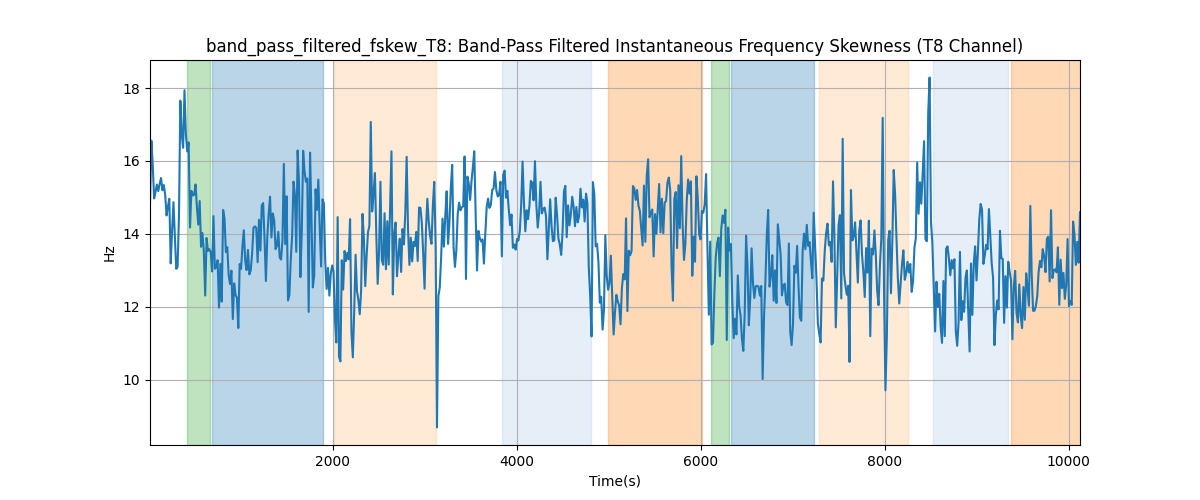 band_pass_filtered_fskew_T8: Band-Pass Filtered Instantaneous Frequency Skewness (T8 Channel)
18
16
14
12
10
Hz
2000 4000 6000 8000 10000
Time(s)